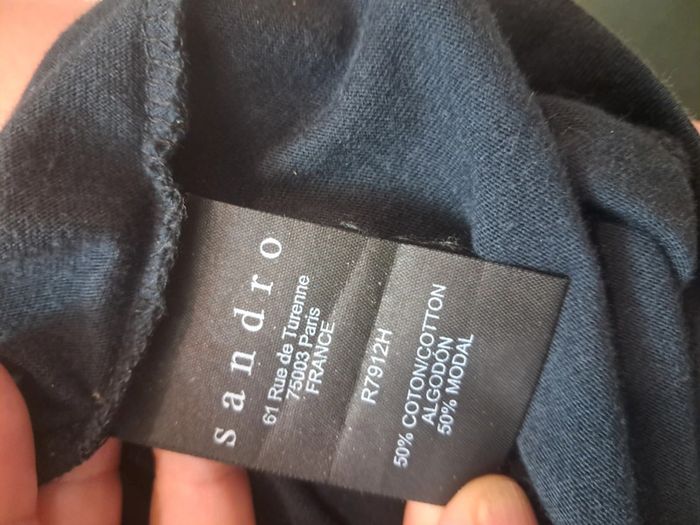 sandro
61 Rue de Turenne
75003 Paris
FRANCE
R7912H
50% COTON/COTTON
ALGODÓN
50% MODAL